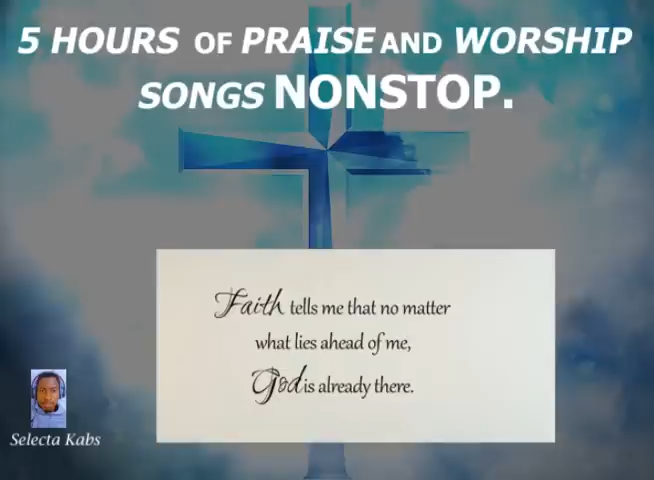 5 HOURS OF PRAISE AND WORSHIP
SONGS NONSTOP.
Faith tells me that no matter
what lies ahead of me,
God is already there.
Selecta Kabs